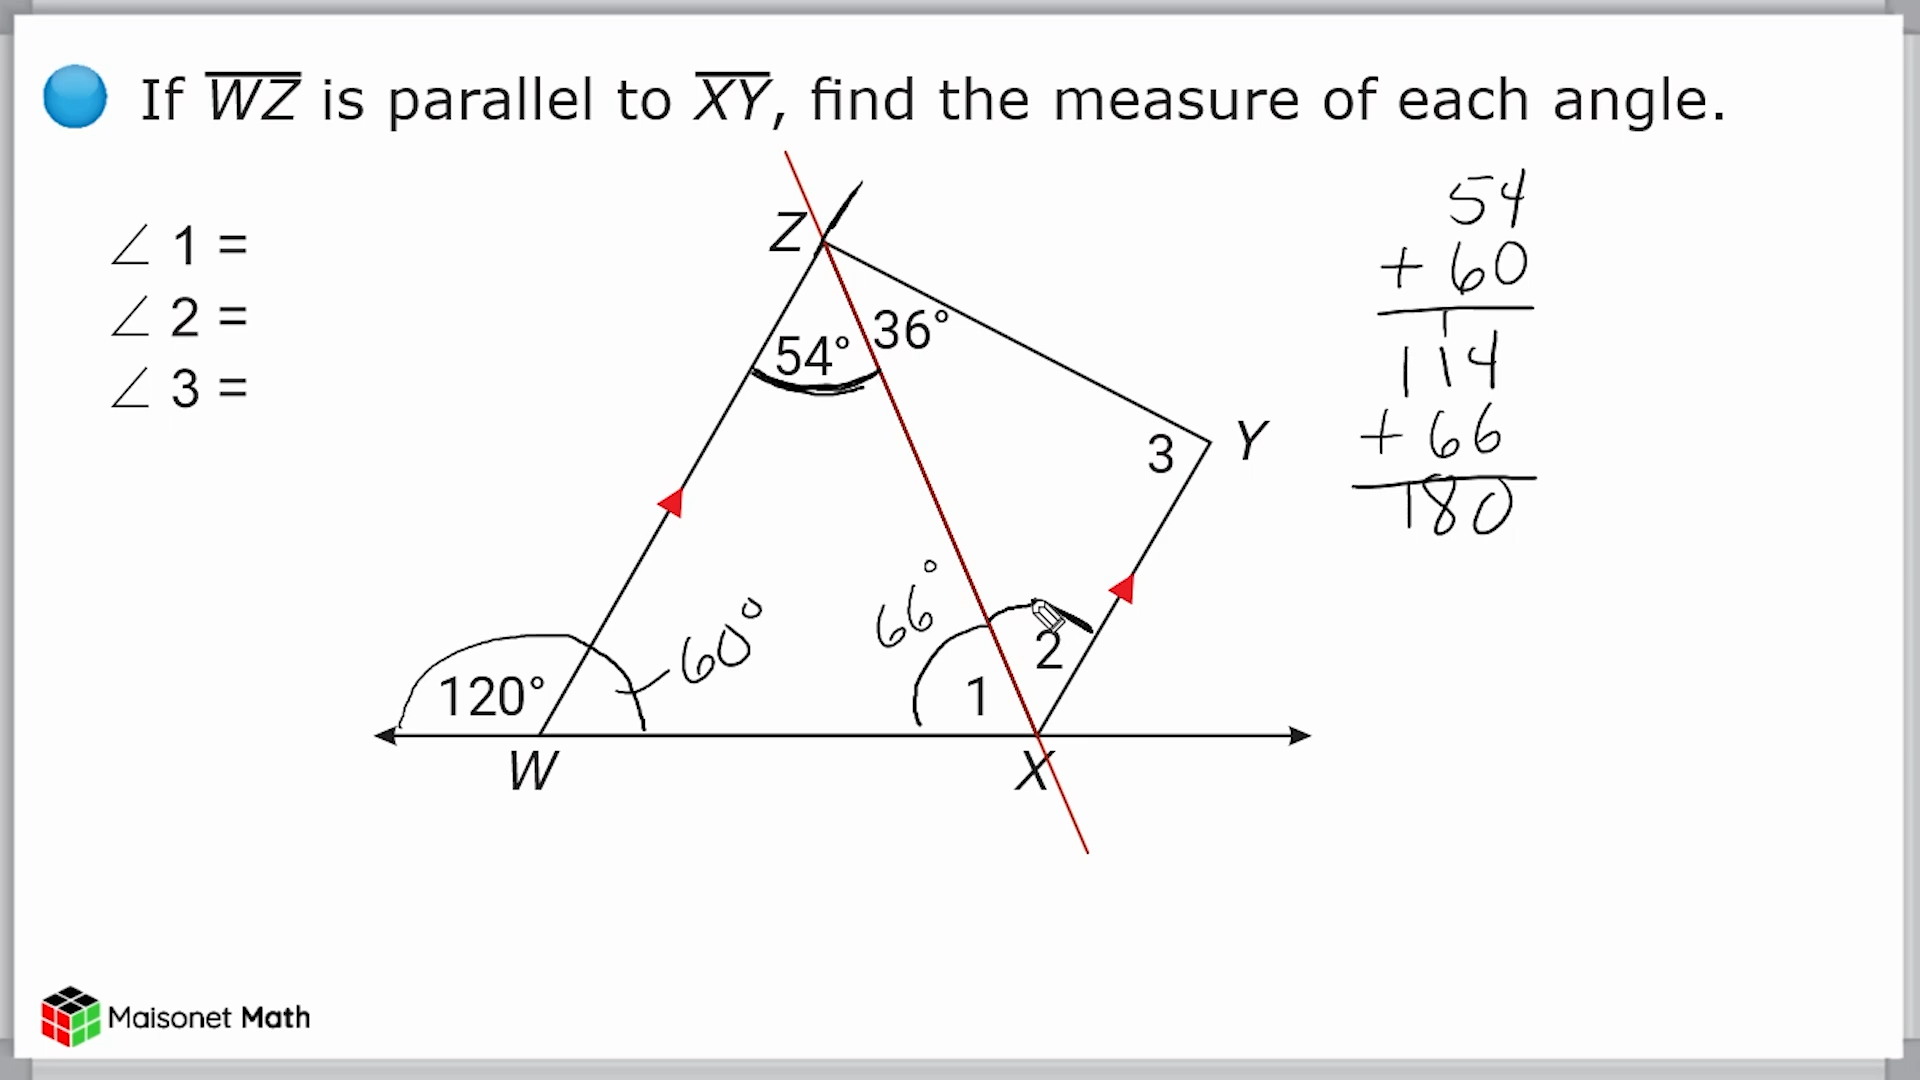 If WZ is parallel to XY, find the measure of each angle.
∠ 1 =
∠ 2 =
∠ 3 =
Z
54°
36°
Y
3
120°
60°
66°
1
2
W
X
54
+ 60
114
+ 66
180
Maisonet Math